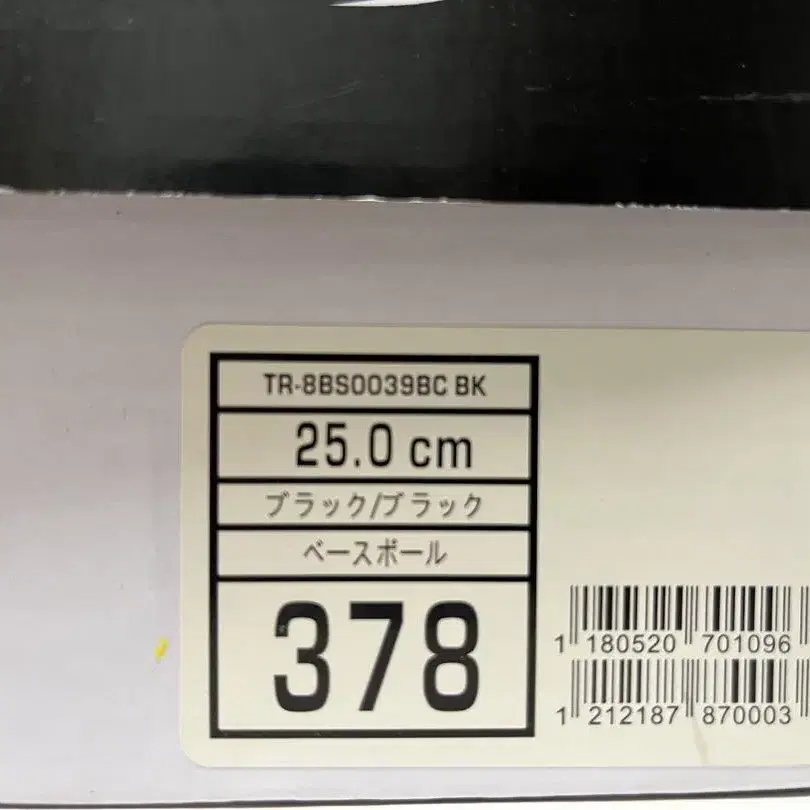 TR-8BS0039BC BK
25.0 cm
ブラック/ブラック
ベースボール
378
1 180520 701096
1 212187 870003